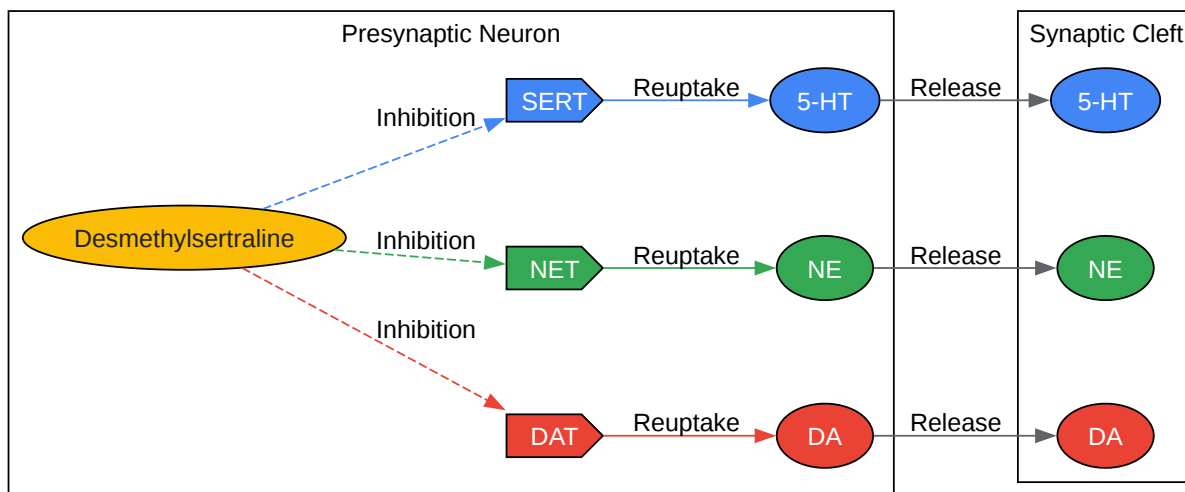 Presynaptic Neuron
Synaptic Cleft
Inhibition
SERT
Reuptake
5-HT
Release
5-HT
Desmethylsertraline
Inhibition
NET
Reuptake
NE
Release
NE
Inhibition
DAT
Reuptake
DA
Release
DA